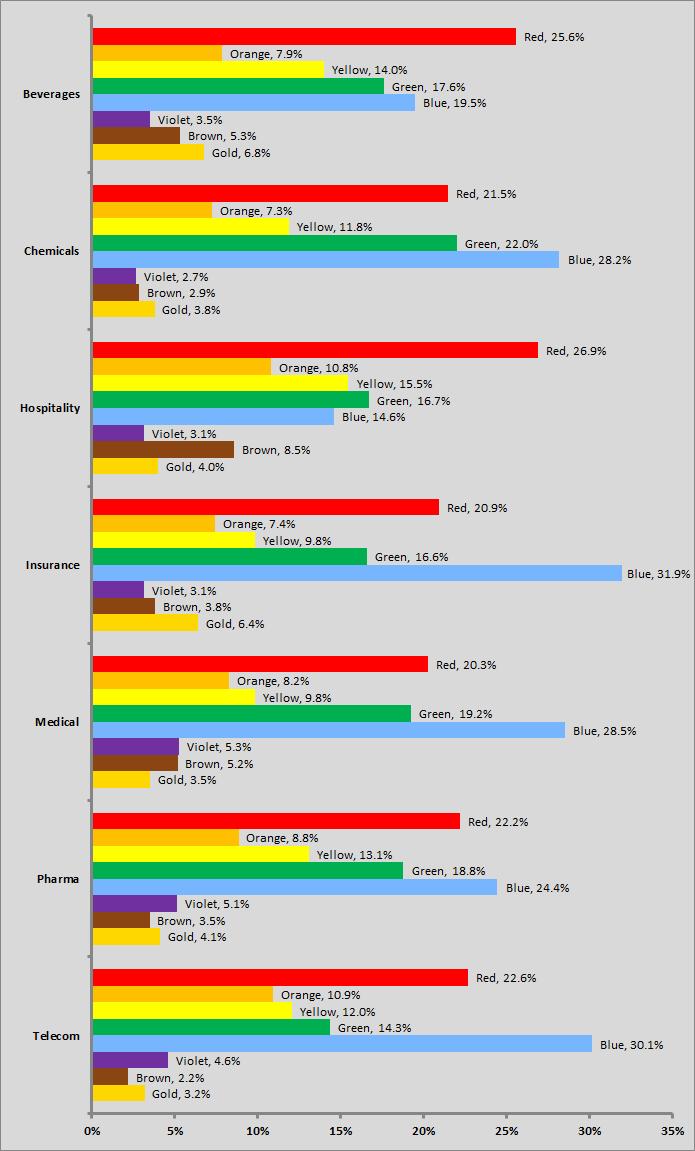 Red, 25.6%
Orange, 7.9%
Yellow, 14.0%
Green, 17.6%
Beverages
Blue, 19.5%
Violet, 3.5%
Brown, 5.3%
Gold, 6.8%
Red, 21.5%
Orange, 7.3%
Yellow, 11.8%
Green, 22.0%
Chemicals
Blue, 28.2%
Violet, 2.7%
Brown, 2.9%
Gold, 3.8%
Red, 26.9%
Orange, 10.8%
Yellow, 15.5%
Green, 16.7%
Hospitality
Blue, 14.6%
Violet, 3.1%
Brown, 8.5%
Gold, 4.0%
Red, 20.9%
Orange, 7.4%
Yellow, 9.8%
Green, 16.6%
Insurance
Blue, 31.9%
Violet, 3.1%
Brown, 3.8%
Gold, 6.4%
Red, 20.3%
Orange, 8.2%
Yellow, 9.8%
Green, 19.2%
Medical
Blue, 28.5%
Violet, 5.3%
Brown, 5.2%
Gold, 3.5%
Red, 22.2%
Orange, 8.8%
Yellow, 13.1%
Green, 18.8%
Pharma
Blue, 24.4%
Violet, 5.1%
Brown, 3.5%
Gold, 4.1%
Red, 22.6%
Orange, 10.9%
Yellow, 12.0%
Green, 14.3%
Telecom
Blue, 30.1%
Violet, 4.6%
Brown, 2.2%
Gold, 3.2%
0% 5% 10% 15% 20% 25% 30% 35%